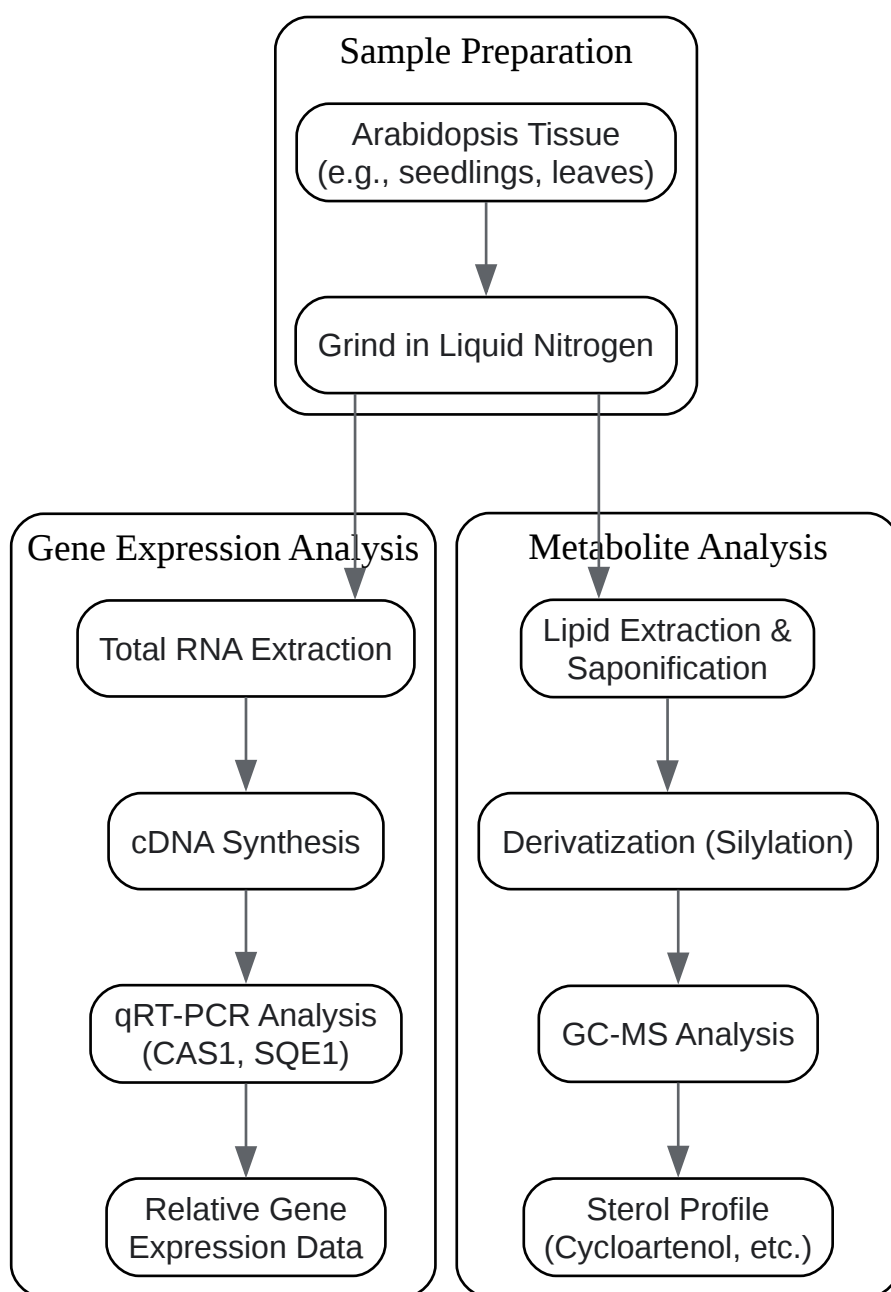 Sample Preparation
Arabidopsis Tissue
(e.g., seedlings, leaves)
Grind in Liquid Nitrogen
Gene Expression Analysis
Total RNA Extraction
cDNA Synthesis
qRT-PCR Analysis
(CAS1, SQE1)
Relative Gene
Expression Data
Metabolite Analysis
Lipid Extraction &
Saponification
Derivatization (Silylation)
GC-MS Analysis
Sterol Profile
(Cycloartenol, etc.)